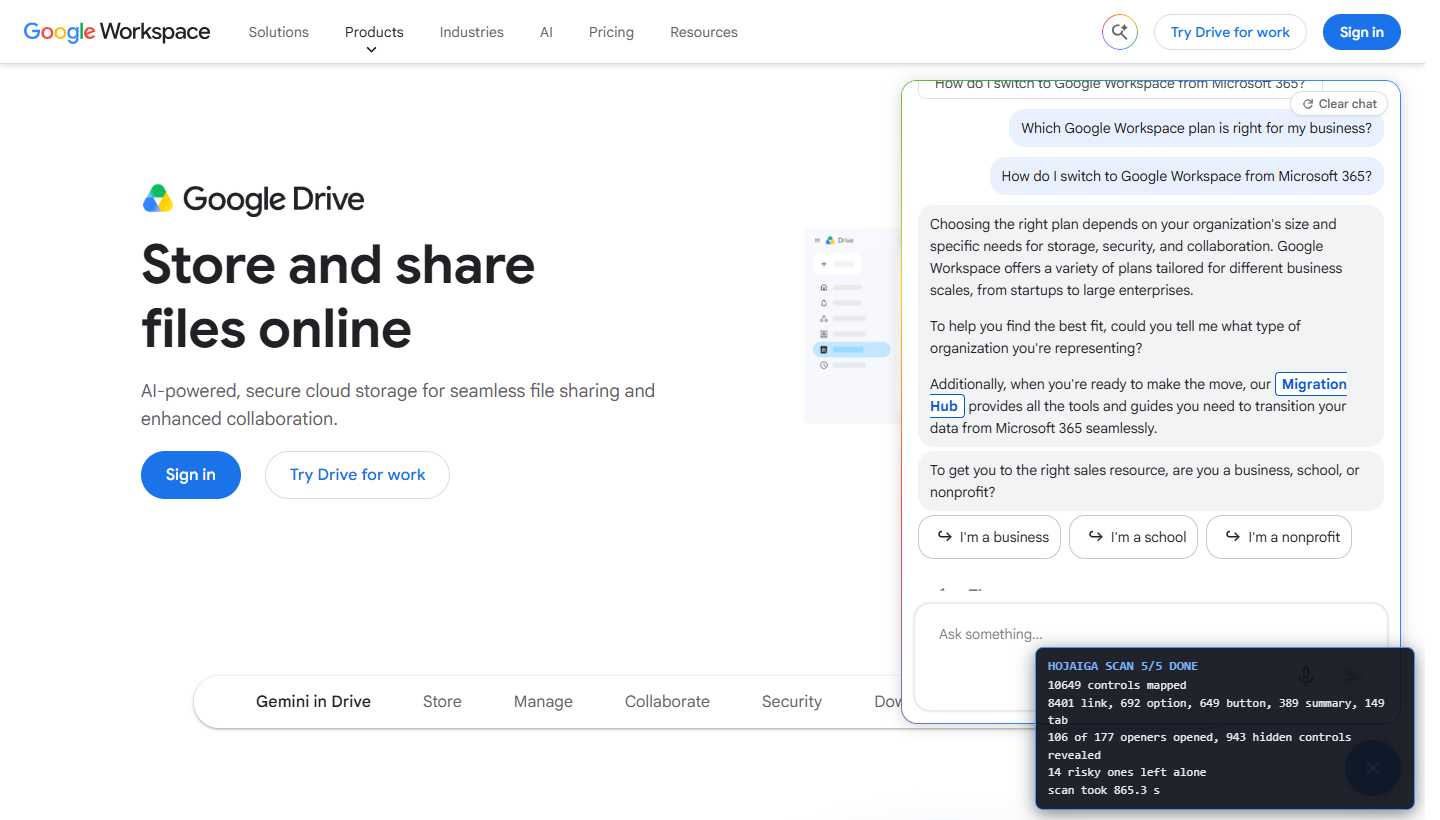 Google Workspace
Solutions
Products
Industries
AI
Pricing
Resources
Try Drive for work
Sign in
Google Drive
Store and share
files online
AI-powered, secure cloud storage for seamless file sharing and
enhanced collaboration.
Sign in
Try Drive for work
Drive
How do I switch to Google Workspace from Microsoft 365?
Clear chat
Which Google Workspace plan is right for my business?
How do I switch to Google Workspace from Microsoft 365?
Choosing the right plan depends on your organization's size and
specific needs for storage, security, and collaboration. Google
Workspace offers a variety of plans tailored for different business
scales, from startups to large enterprises.
To help you find the best fit, could you tell me what type of
organization you're representing?
Additionally, when you're ready to make the move, our Migration
Hub provides all the tools and guides you need to transition your
data from Microsoft 365 seamlessly.
To get you to the right sales resource, are you a business, school, or
nonprofit?
I'm a business
I'm a school
I'm a nonprofit
Ask something...
Gemini in Drive
Store
Manage
Collaborate
Security
HOJAIGA SCAN 5/5 DONE
10649 controls mapped
8401 link, 692 option, 649 button, 389 summary, 149
tab
106 of 177 openers opened, 943 hidden controls
revealed
14 risky ones left alone
scan took 865.3 s